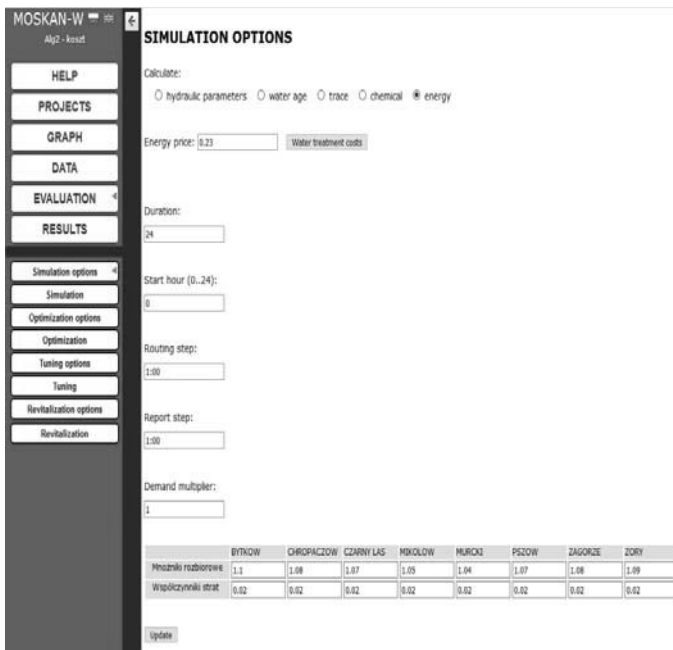 MOSKAN-W
Alg2 - koszt
HELP
PROJECTS
GRAPH
DATA
EVALUATION
RESULTS
Simulation options
Simulation
Optimization options
Optimization
Tuning options
Tuning
Revitalization options
Revitalization
SIMULATION OPTIONS
Calculate:
hydraulic parameters water age trace chemical energy
Energy price: 0.23 Water treatment costs
Duration:
24
Start hour (0..24):
0
Routing step:
1:00
Report step:
1:00
Demand multiplier:
1
BYTKOW CHROPACZOW CZARNY LAS MIKOLOW MURCKI PSZOW ZAGORZE ZORY
Mnożniki rozbiorowe 1.1 1.08 1.07 1.05 1.04 1.07 1.08 1.09
Współczynniki strat 0.02 0.02 0.02 0.02 0.02 0.02 0.02 0.02
Update